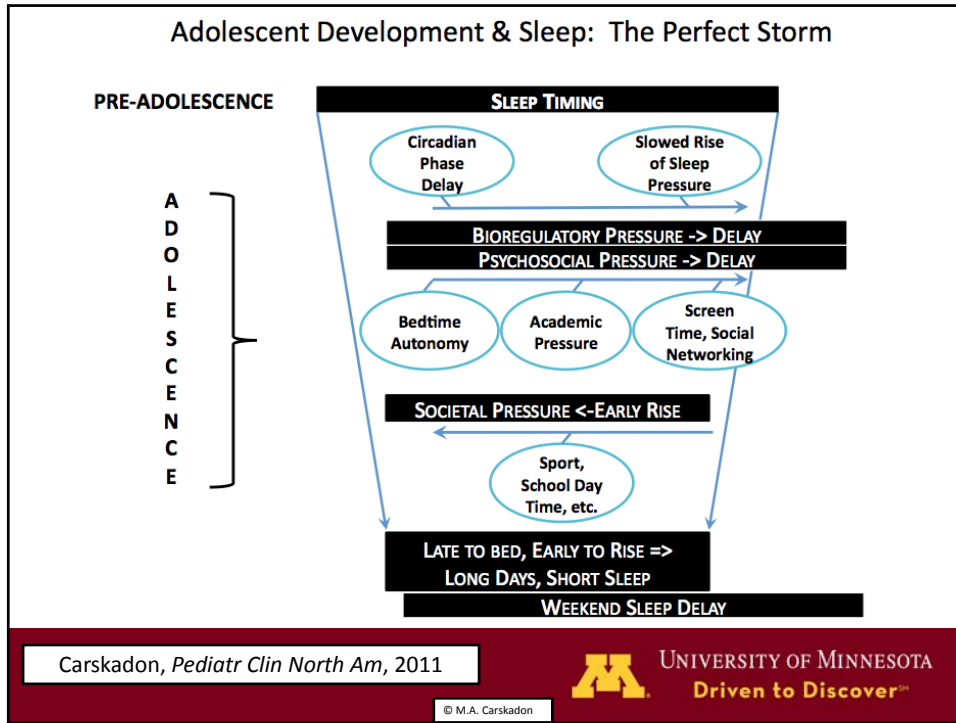 Adolescent Development & Sleep: The Perfect Storm
PRE-ADOLESCENCE
SLEEP TIMING
Circadian
Phase
Delay
Slowed Rise
of Sleep
Pressure
A
D
O
L
E
S
C
E
N
C
E
BIOREGULATORY PRESSURE -> DELAY
PSYCHOSOCIAL PRESSURE -> DELAY
Bedtime
Autonomy
Academic
Pressure
Screen
Time, Social
Networking
SOCIETAL PRESSURE <-EARLY RISE
Sport,
School Day
Time, etc.
LATE TO BED, EARLY TO RISE =>
LONG DAYS, SHORT SLEEP
WEEKEND SLEEP DELAY
Carskadon, Pediatr Clin North Am, 2011
M
UNIVERSITY OF MINNESOTA
Driven to Discover℠
© M.A. Carskadon